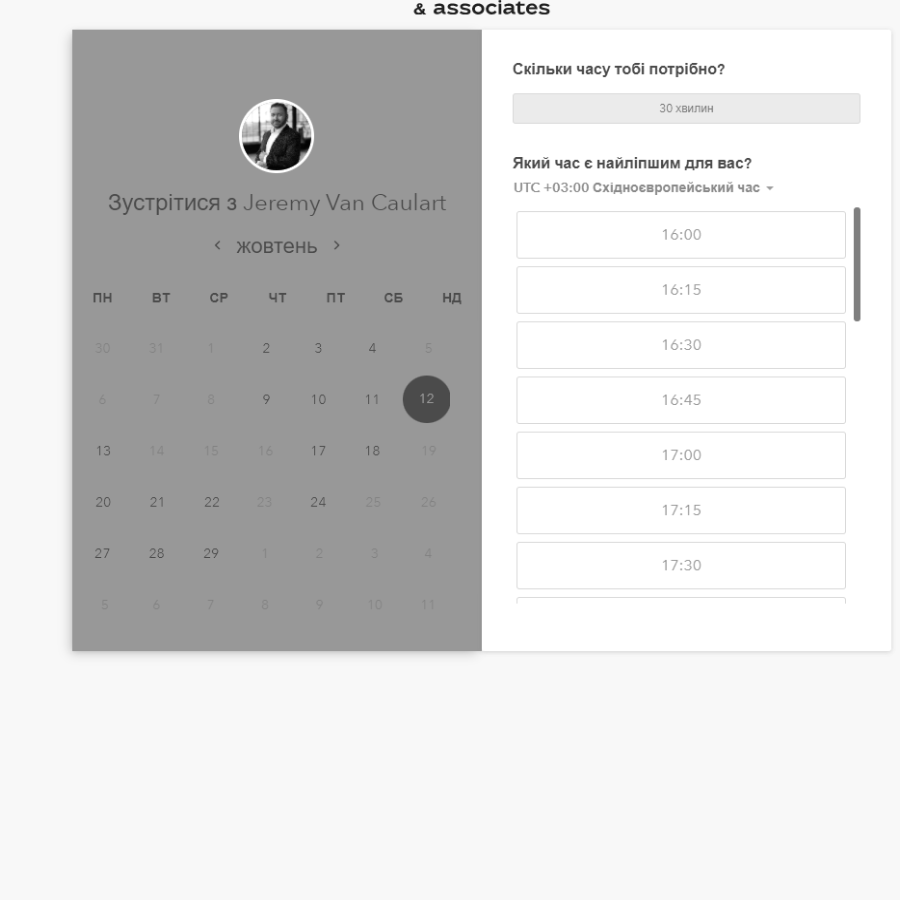 & associates
Зустрітися з Jeremy Van Caulart
жовтень
ПН ВТ СР ЧТ ПТ СБ НД
30 31 1 2 3 4 5
6 7 8 9 10 11 12
13 14 15 16 17 18 19
20 21 22 23 24 25 26
27 28 29 1 2 3 4
5 6 7 8 9 10 11
Скільки часу тобі потрібно?
30 хвилин
Який час є найліпшим для вас?
UTC +03:00 Східноєвропейський час
16:00
16:15
16:30
16:45
17:00
17:15
17:30